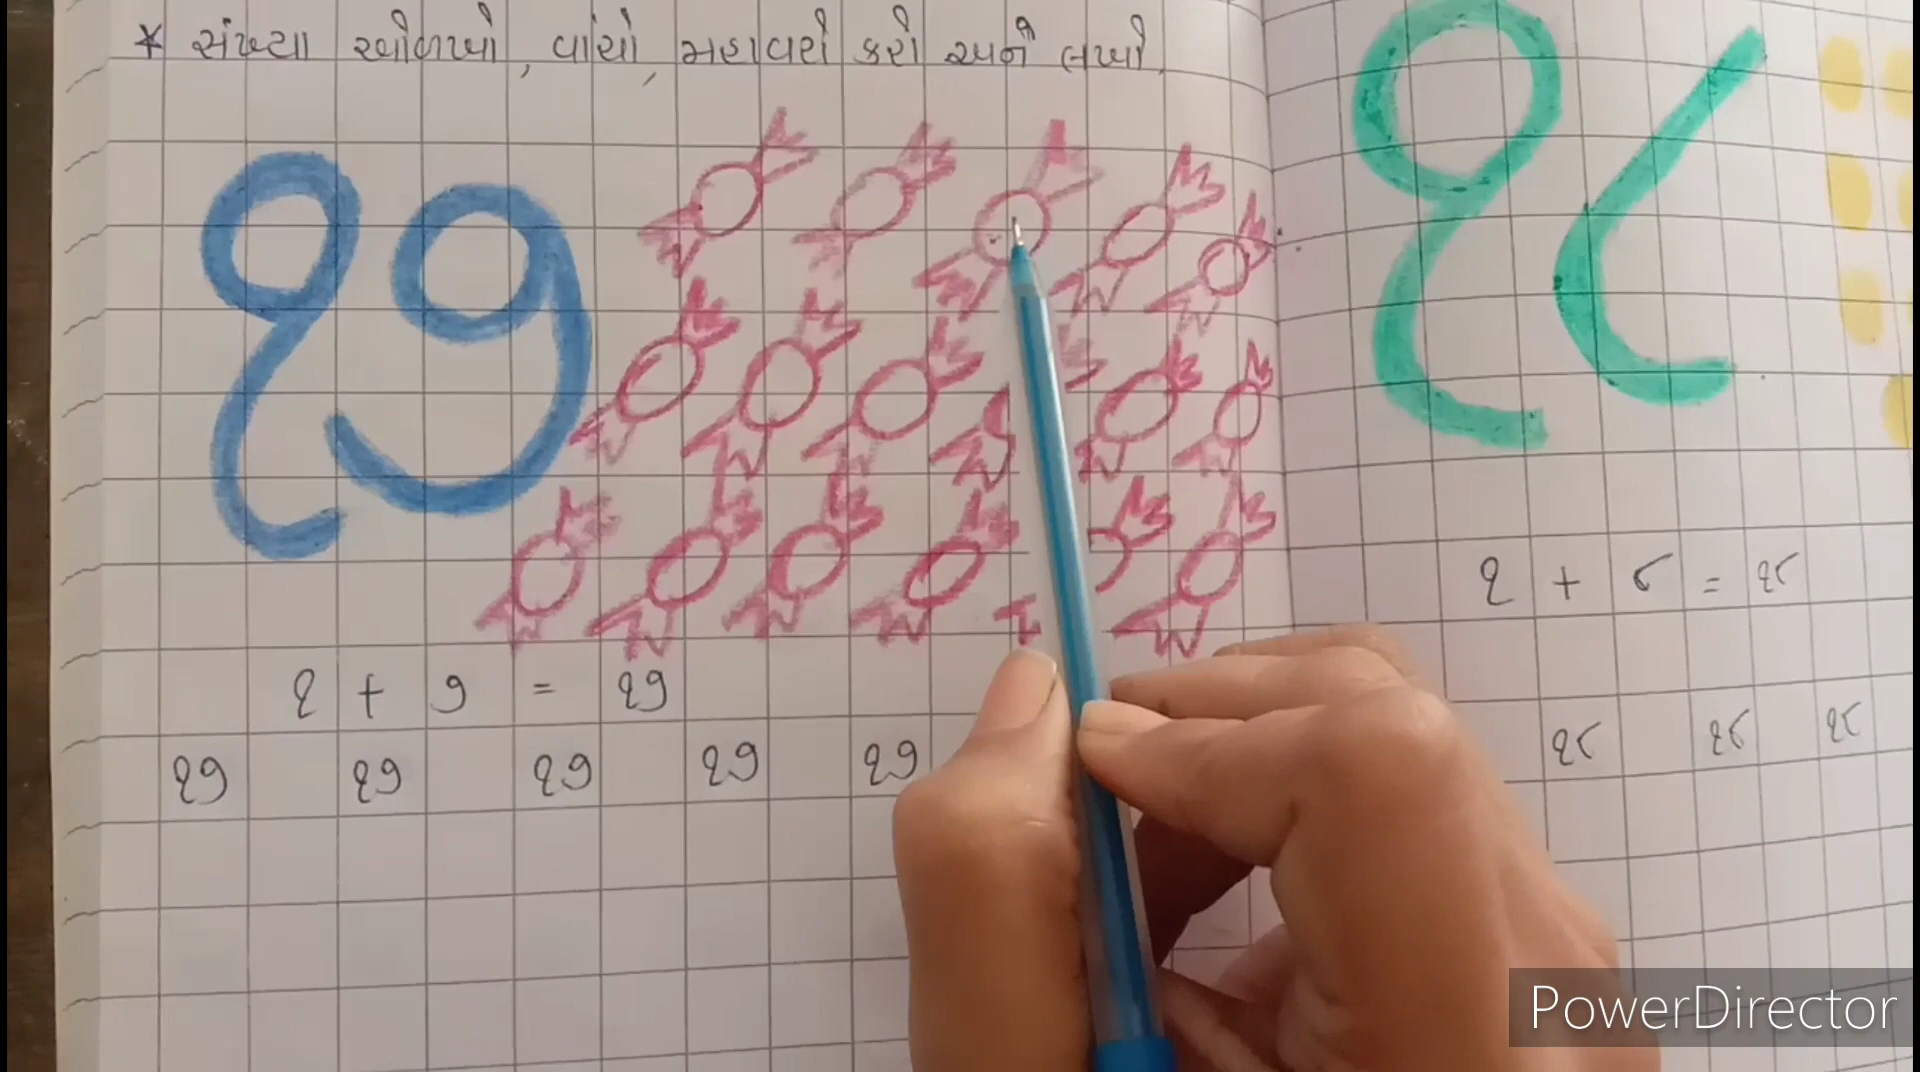 * સંખ્યા ઓળખો, વાંચો, મહાવરો કરો અને લખો.
૧૭
૧ + ૭ = ૧૭
૧૭ ૧૭ ૧૭ ૧૭ ૧૭
૧૮
૧ + ૮ = ૧૮
૧૮ ૧૮ ૧૮
PowerDirector